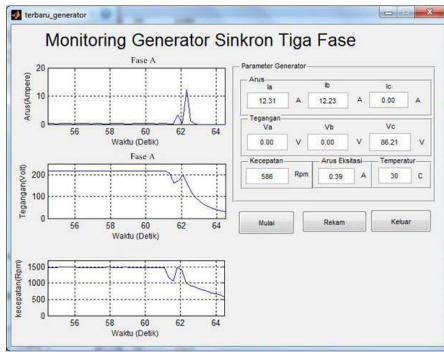 terbaru_generator
Monitoring Generator Sinkron Tiga Fase
Fase A
Arus(Ampere)
20
10
0
56 58 60 62 64
Waktu (Detik)
Fase A
Tegangan(Volt)
200
100
0
56 58 60 62 64
Waktu (Detik)
kecepatan(Rpm)
1500
1000
500
0
56 58 60 62 64
Waktu (Detik)
Parameter Generator
Arus
Ia Ib Ic
12.31 A 12.23 A 0.00 A
Tegangan
Va Vb Vc
0.00 V 0.00 V 86.21 V
Kecepatan Arus Eksitasi Temperatur
586 Rpm 0.39 A 30 C
Mulai Rekam Keluar